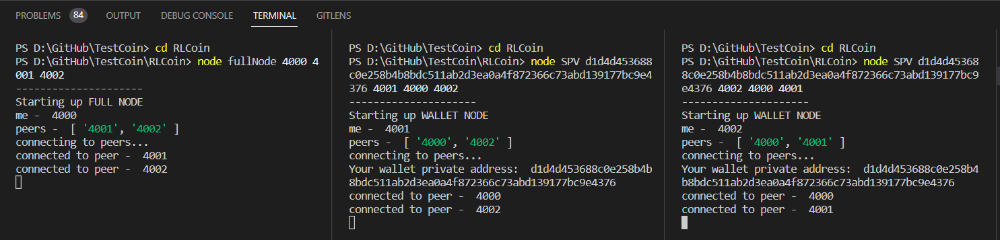 PROBLEMS 84 OUTPUT DEBUG CONSOLE TERMINAL GITLENS
PS D:\GitHub\TestCoin> cd RLCoin
PS D:\GitHub\TestCoin\RLCoin> node fullNode 4000 4
001 4002
---------------------
Starting up FULL NODE
me -  4000
peers -  [ '4001', '4002' ]
connecting to peers...
connected to peer -  4001
connected to peer -  4002
PS D:\GitHub\TestCoin> cd RLCoin
PS D:\GitHub\TestCoin\RLCoin> node SPV d1d4d453688
c0e258b4b8bdc511ab2d3ea0a4f872366c73abd139177bc9e4
376 4001 4000 4002
---------------------
Starting up WALLET NODE
me -  4001
peers -  [ '4000', '4002' ]
connecting to peers...
Your wallet private address:  d1d4d453688c0e258b4b
8bdc511ab2d3ea0a4f872366c73abd139177bc9e4376
connected to peer -  4000
connected to peer -  4002
PS D:\GitHub\TestCoin> cd RLCoin
PS D:\GitHub\TestCoin\RLCoin> node SPV d1d4d45368
8c0e258b4b8bdc511ab2d3ea0a4f872366c73abd139177bc9
e4376 4002 4000 4001
---------------------
Starting up WALLET NODE
me -  4002
peers -  [ '4000', '4001' ]
connecting to peers...
Your wallet private address:  d1d4d453688c0e258b4
b8bdc511ab2d3ea0a4f872366c73abd139177bc9e4376
connected to peer -  4000
connected to peer -  4001